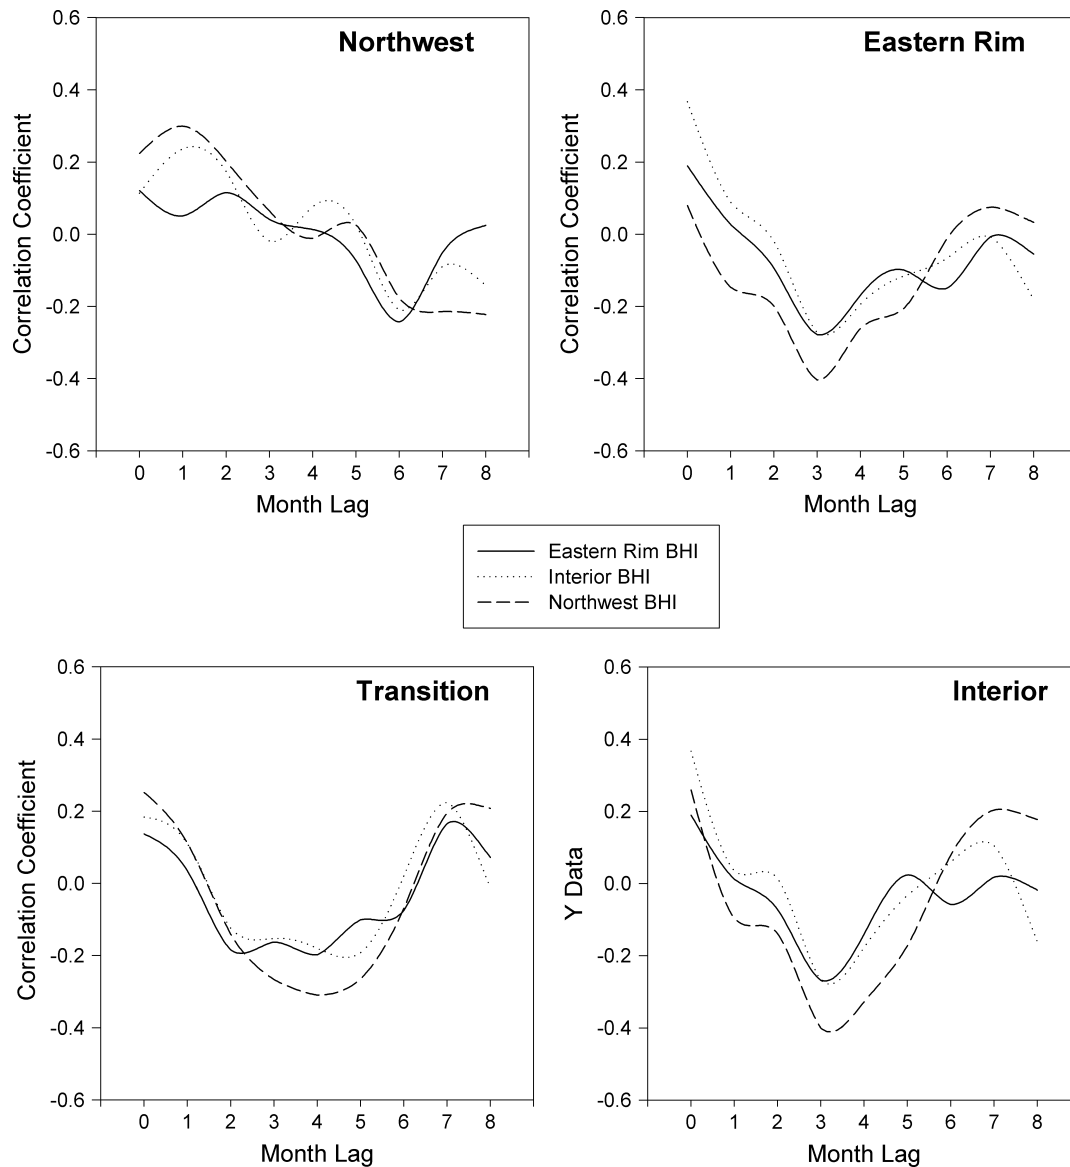 Northwest
Correlation Coefficient
0.6
0.4
0.2
0.0
-0.2
-0.4
-0.6
0 1 2 3 4 5 6 7 8
Month Lag
Eastern Rim
Correlation Coefficient
0.6
0.4
0.2
0.0
-0.2
-0.4
-0.6
0 1 2 3 4 5 6 7 8
Month Lag
Eastern Rim BHI
Interior BHI
Northwest BHI
Transition
Correlation Coefficient
0.6
0.4
0.2
0.0
-0.2
-0.4
-0.6
0 1 2 3 4 5 6 7 8
Month Lag
Interior
Y Data
0.6
0.4
0.2
0.0
-0.2
-0.4
-0.6
0 1 2 3 4 5 6 7 8
Month Lag